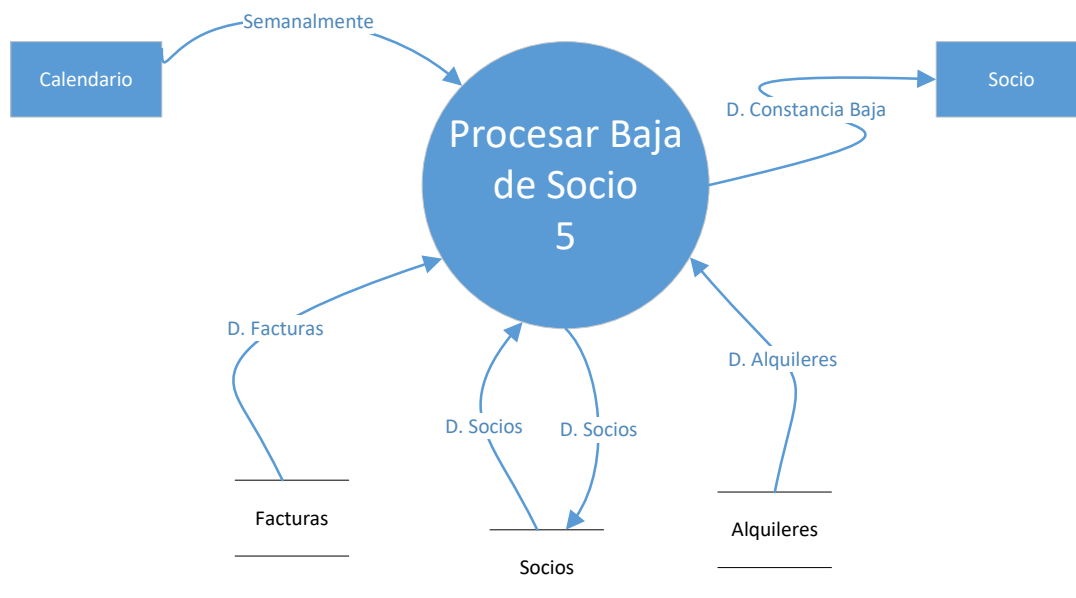 Semanalmente
Calendario
Socio
D. Constancia Baja
Procesar Baja
de Socio
5
D. Facturas
D. Alquileres
D. Socios
D. Socios
Facturas
Alquileres
Socios